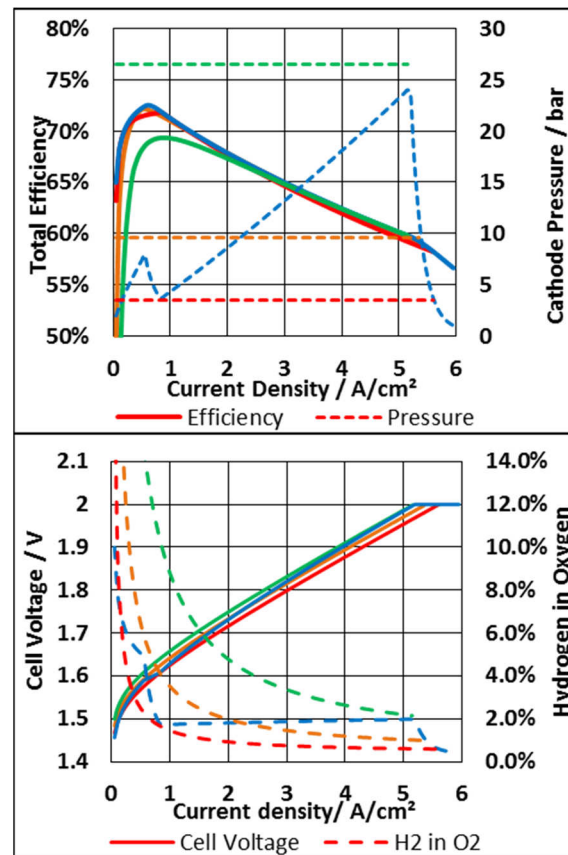 80% 30
75% 25
70% 20
65% 15
60% 10
55% 5
50% 0
Total Efficiency
Cathode Pressure / bar
0 1 2 3 4 5 6
Current Density / A/cm²
Efficiency Pressure
2.1 14.0%
2 12.0%
1.9 10.0%
1.8 8.0%
1.7 6.0%
1.6 4.0%
1.5 2.0%
1.4 0.0%
Cell Voltage / V
Hydrogen in Oxygen
0 1 2 3 4 5 6
Current density/ A/cm²
Cell Voltage H2 in O2